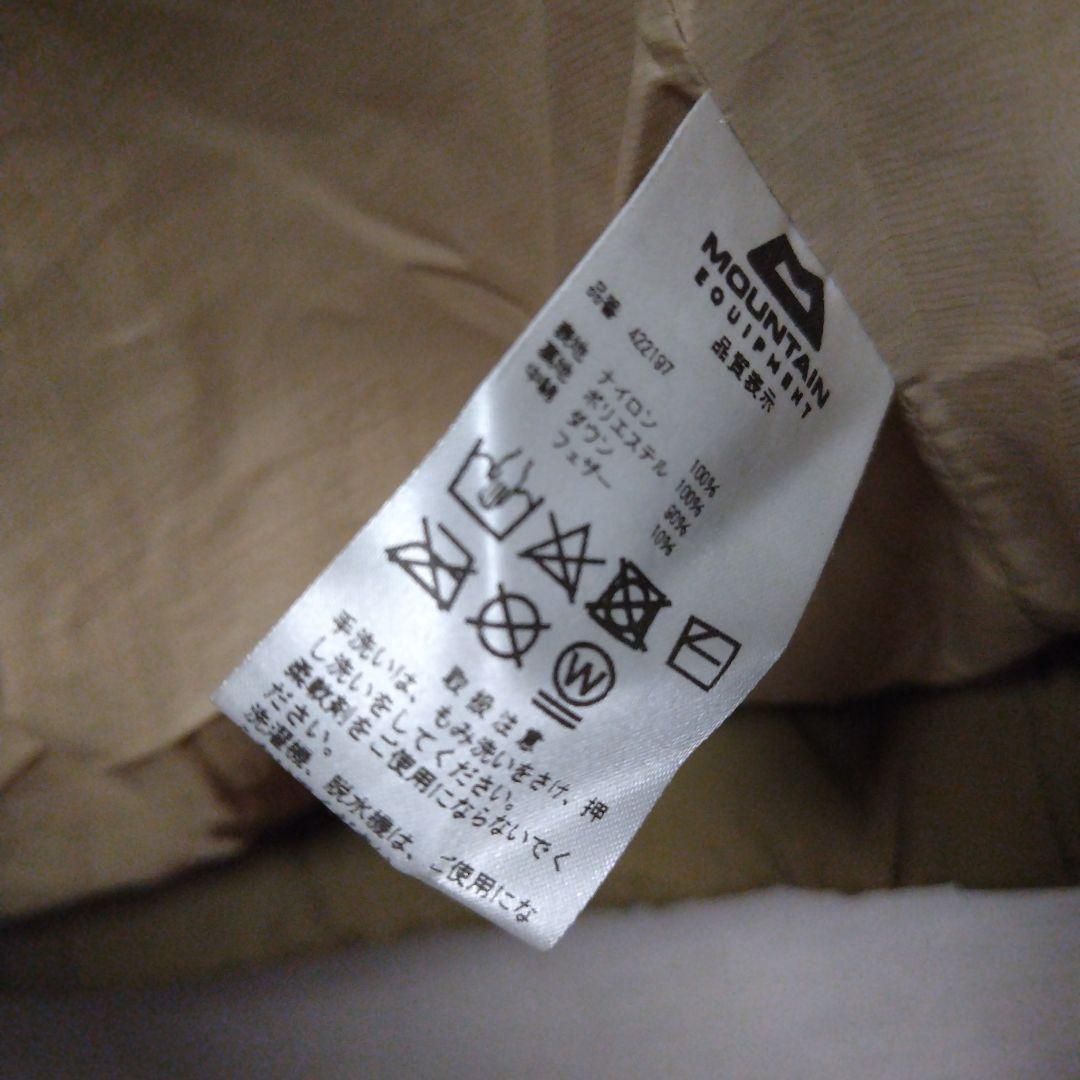 MOUNTAIN
EQUIPMENT
品質表示
品番 422197
表地 ナイロン 100%
裏地 ポリエステル 100%
中綿 ダウン 90%
フェザー 10%
W
取扱注意
手洗いは、もみ洗いをさけ、押
し洗いをしてください。
柔軟剤をご使用にならないでく
ださい。
洗濯機、脱水機は、ご使用にな